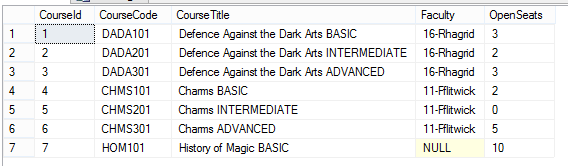 CourseId CourseCode CourseTitle Faculty OpenSeats
1 1 DADA101 Defence Against the Dark Arts BASIC 16-Rhagrid 3
2 2 DADA201 Defence Against the Dark Arts INTERMEDIATE 16-Rhagrid 2
3 3 DADA301 Defence Against the Dark Arts ADVANCED 16-Rhagrid 3
4 4 CHMS101 Charms BASIC 11-Fflitwick 2
5 5 CHMS201 Charms INTERMEDIATE 11-Fflitwick 0
6 6 CHMS301 Charms ADVANCED 11-Fflitwick 5
7 7 HOM101 History of Magic BASIC NULL 10